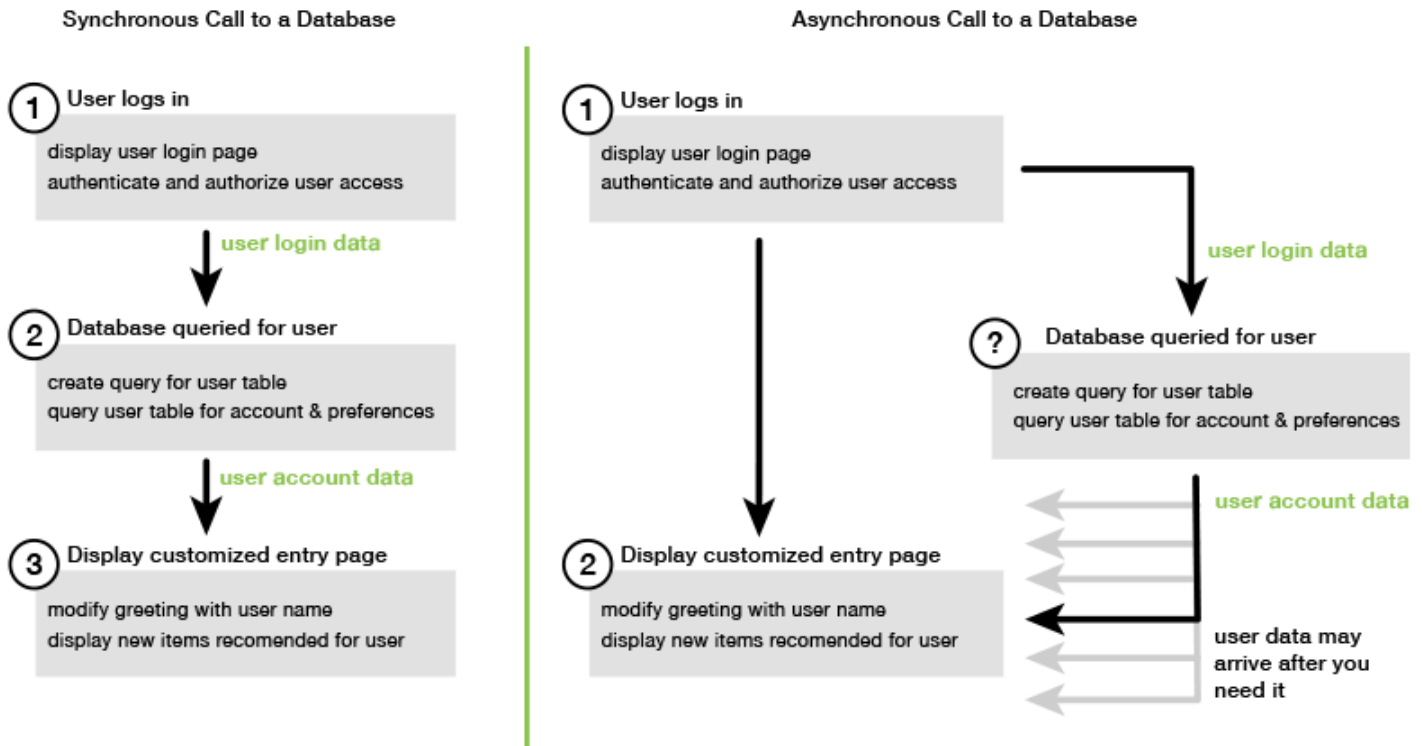 Synchronous Call to a Database
1
User logs in
display user login page
authenticate and authorize user access
user login data
2
Database queried for user
create query for user table
query user table for account & preferences
user account data
3
Display customized entry page
modify greeting with user name
display new items recomended for user
Asynchronous Call to a Database
1
User logs in
display user login page
authenticate and authorize user access
user login data
?
Database queried for user
create query for user table
query user table for account & preferences
user account data
2
Display customized entry page
modify greeting with user name
display new items recomended for user
user data may
arrive after you
need it